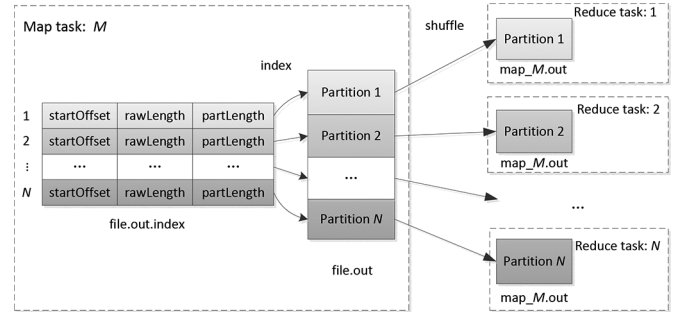 Map task: M
index
shuffle
1 startOffset rawLength partLength
2 startOffset rawLength partLength
⋮ ... ... ...
N startOffset rawLength partLength
file.out.index
Partition 1
Partition 2
...
Partition N
file.out
Reduce task: 1
Partition 1
map_M.out
Reduce task: 2
Partition 2
map_M.out
...
Reduce task: N
Partition N
map_M.out